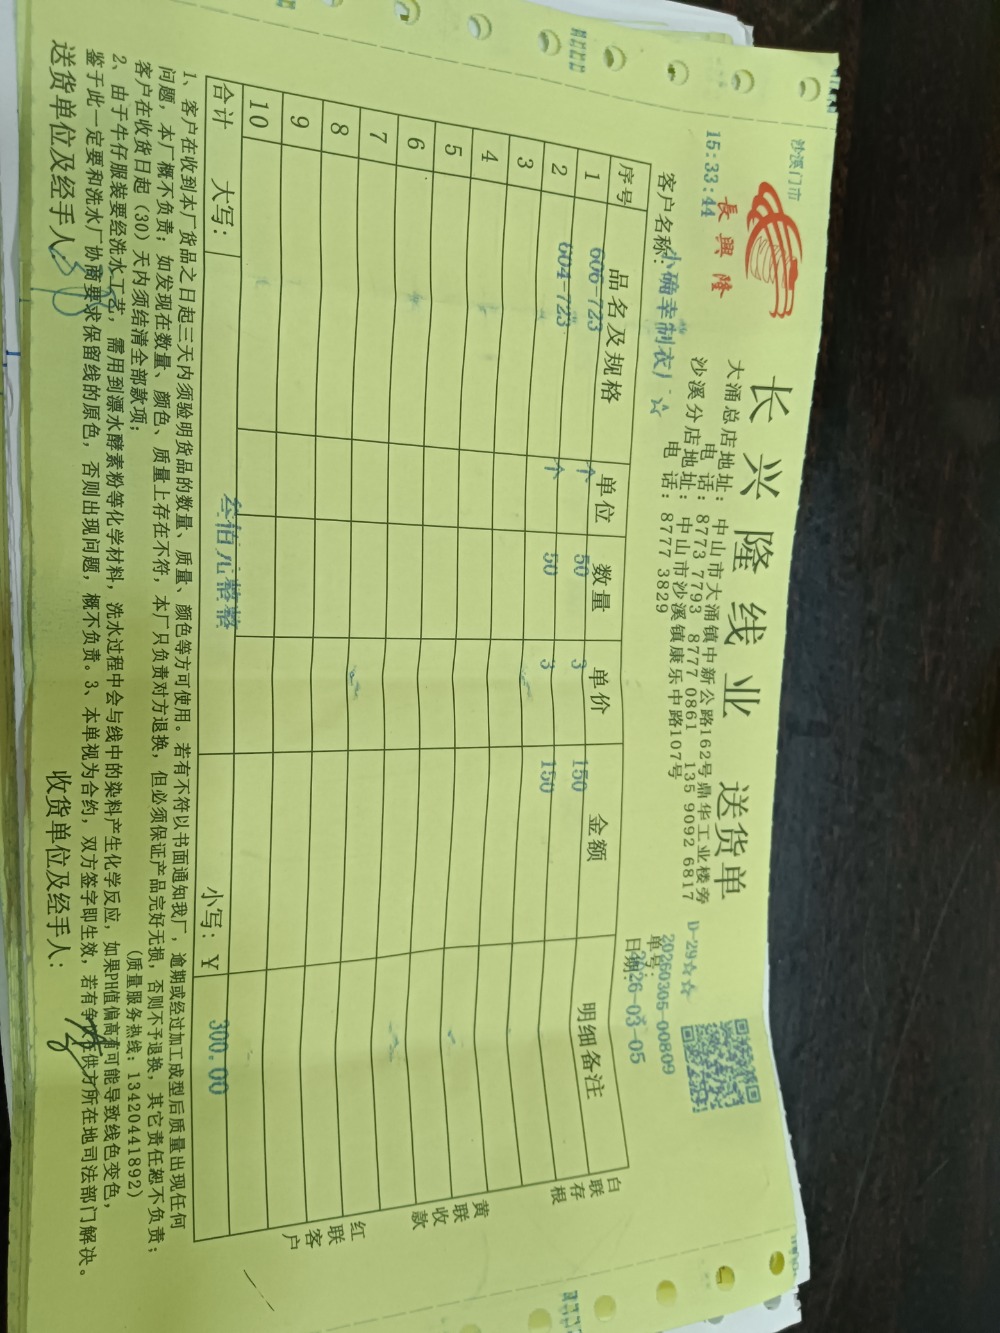 沙溪门市
15:33:44
長興隆
长兴隆线业 送货单
大涌总店地址: 中山市大涌镇中新公路162号鼎华工业楼旁
电 话: 8773 7793 8777 0861 135 9092 6817
沙溪分店地址: 中山市沙溪镇康乐中路107号
电 话: 8777 3829
D-29☆☆
单号: 20260305-00809
日期: 2026-03-05
客户名称: 小确幸制衣厂☆
序号 品名及规格 单位 数量 单价 金额 明细备注
1 606-723 个 50 3 150
2 604-723 个 50 3 150
3
4
5
6
7
8
9
10
合计 大写: 叁佰元整整 小写: ¥ 300.00
白联存根
黄联收款
红联客户
1、客户在收到本厂货品之日起三天内须验明货品的数量、质量、颜色等方可使用。若有不符以书面通知我厂,逾期或经过加工成型后质量出现任何
问题,本厂概不负责;如发现在数量、颜色、质量上存在不符,本厂只负责对方退换,但必须保证产品完好无损,否则不予退换,其它责任恕不负责;
客户在收货日起(30)天内须结清全部款项; (质量服务热线:13420441892)
2、由于牛仔服装要经洗水工艺,需用到漂水酵素粉等化学材料,洗水过程中会与线中的染料产生化学反应,如果PH值偏高有可能导致线色变色,
鉴于此一定要和洗水厂协商要求保留线的原色,否则出现问题,概不负责。3、本单视为合约,双方签字即生效,若有争议在供方所在地司法部门解决。
送货单位及经手人: 收货单位及经手人: